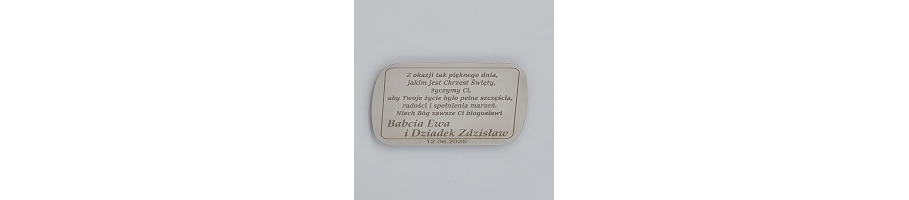 Z okazji tak pięknego dnia,
jakim jest Chrzest Święty,
życzymy Ci,
aby Twoje życie było pełne szczęścia,
radości i spełnienia marzeń.
Niech Bóg zawsze Ci błogosławi
Babcia Ewa
i Dziadek Zdzisław
12.06.2025